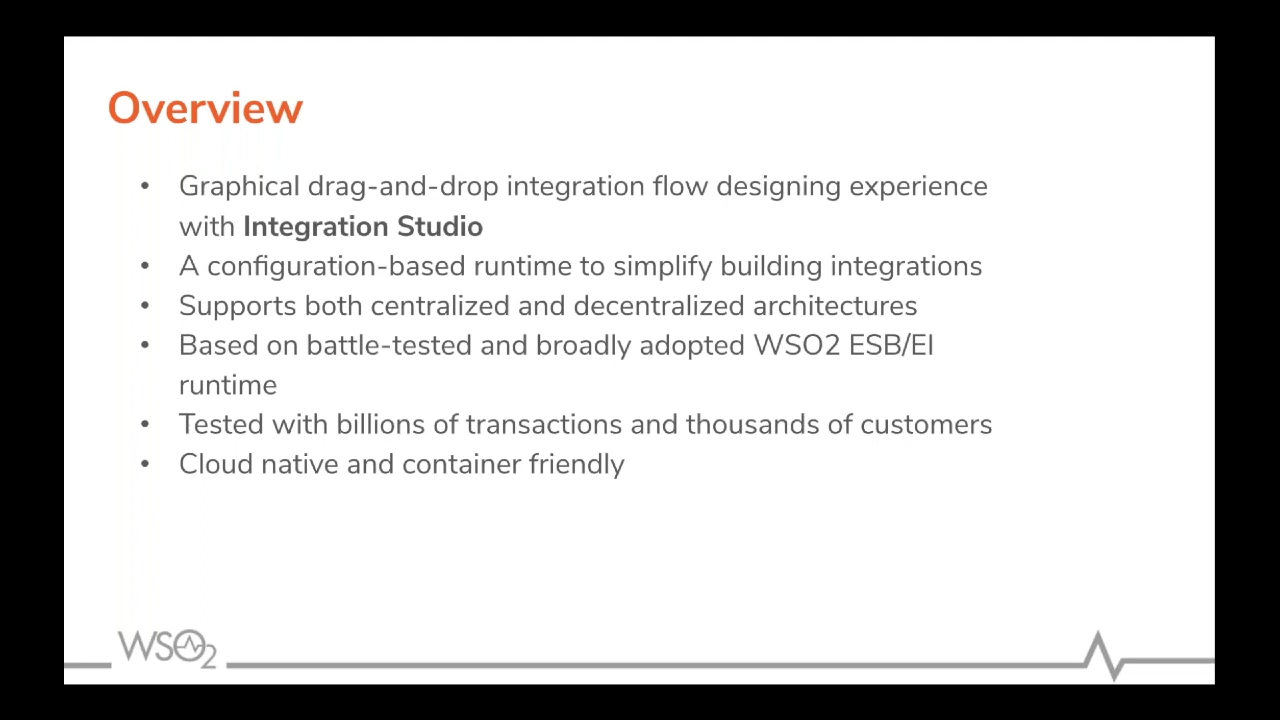 Overview
• Graphical drag-and-drop integration flow designing experience
with Integration Studio
• A configuration-based runtime to simplify building integrations
• Supports both centralized and decentralized architectures
• Based on battle-tested and broadly adopted WSO2 ESB/EI
runtime
• Tested with billions of transactions and thousands of customers
• Cloud native and container friendly
WSO2